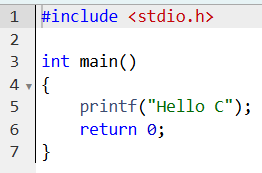 1 #include <stdio.h>
2
3 int main()
4 {
5     printf("Hello C");
6     return 0;
7 }